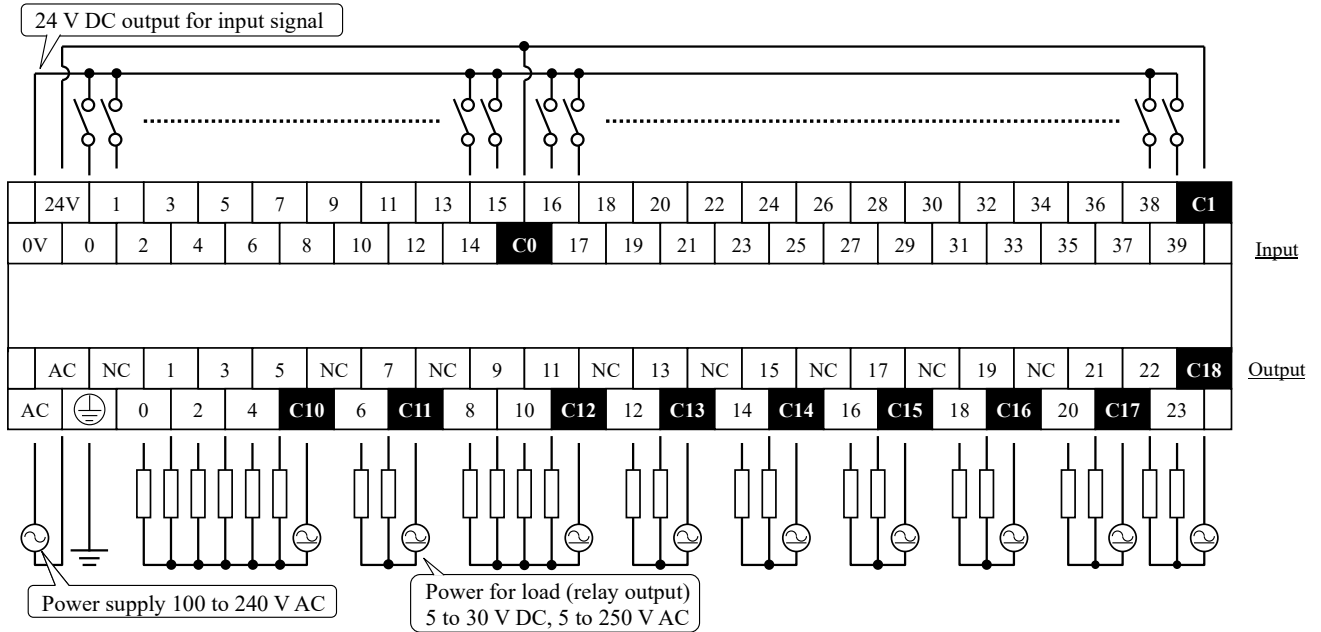 24 V DC output for input signal
24V 1 3 5 7 9 11 13 15 16 18 20 22 24 26 28 30 32 34 36 38 C1
0V 0 2 4 6 8 10 12 14 C0 17 19 21 23 25 27 29 31 33 35 37 39
Input
AC NC 1 3 5 NC 7 NC 9 11 NC 13 NC 15 NC 17 NC 19 NC 21 22 C18
Output
AC 0 2 4 C10 6 C11 8 10 C12 12 C13 14 C14 16 C15 18 C16 20 C17 23
Power supply 100 to 240 V AC
Power for load (relay output)
5 to 30 V DC, 5 to 250 V AC